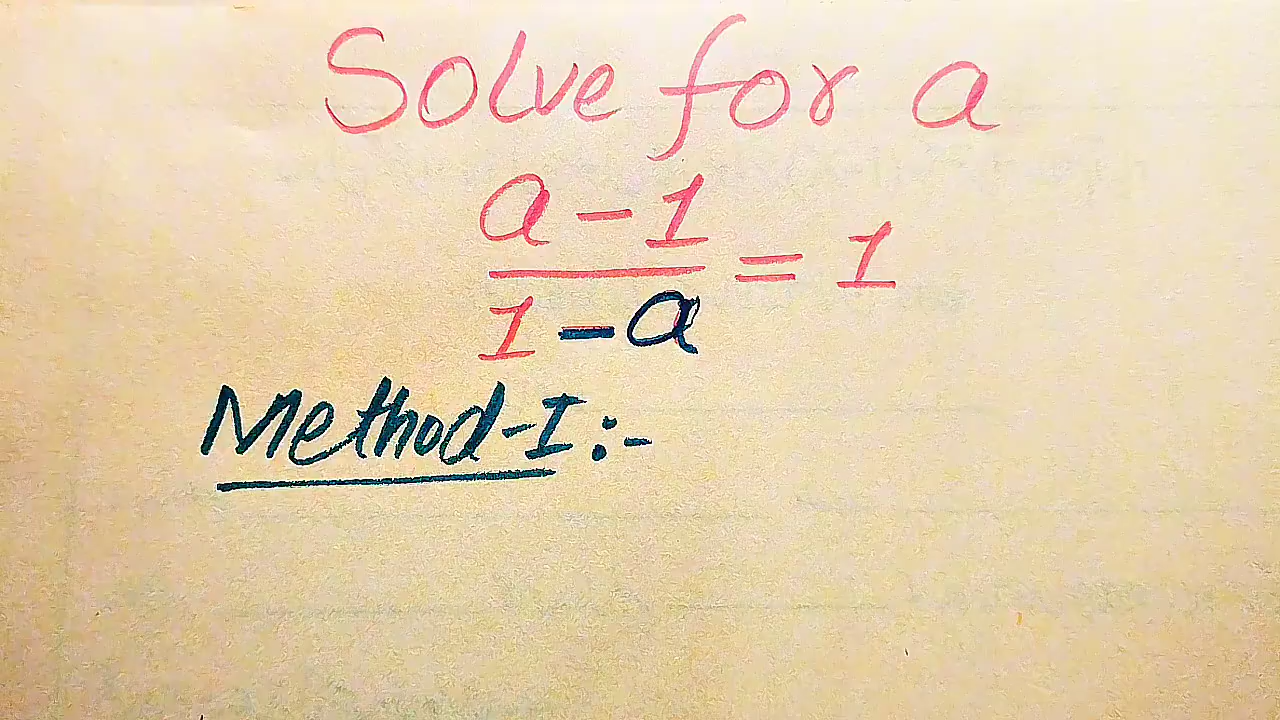 Solve for a
a - 1
1 - a
= 1
Method-I:-